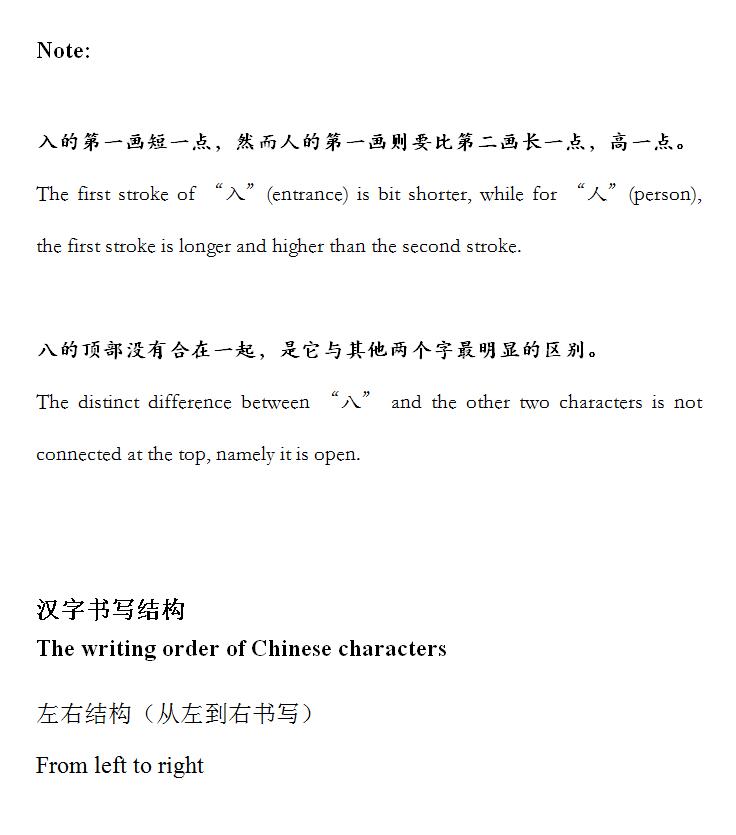 Note:
入的第一画短一点，然而人的第一画则要比第二画长一点，高一点。
The first stroke of “入” (entrance) is bit shorter, while for “人” (person),
the first stroke is longer and higher than the second stroke.
八的顶部没有合在一起，是它与其他两个字最明显的区别。
The distinct difference between “八” and the other two characters is not
connected at the top, namely it is open.
汉字书写结构
The writing order of Chinese characters
左右结构（从左到右书写）
From left to right